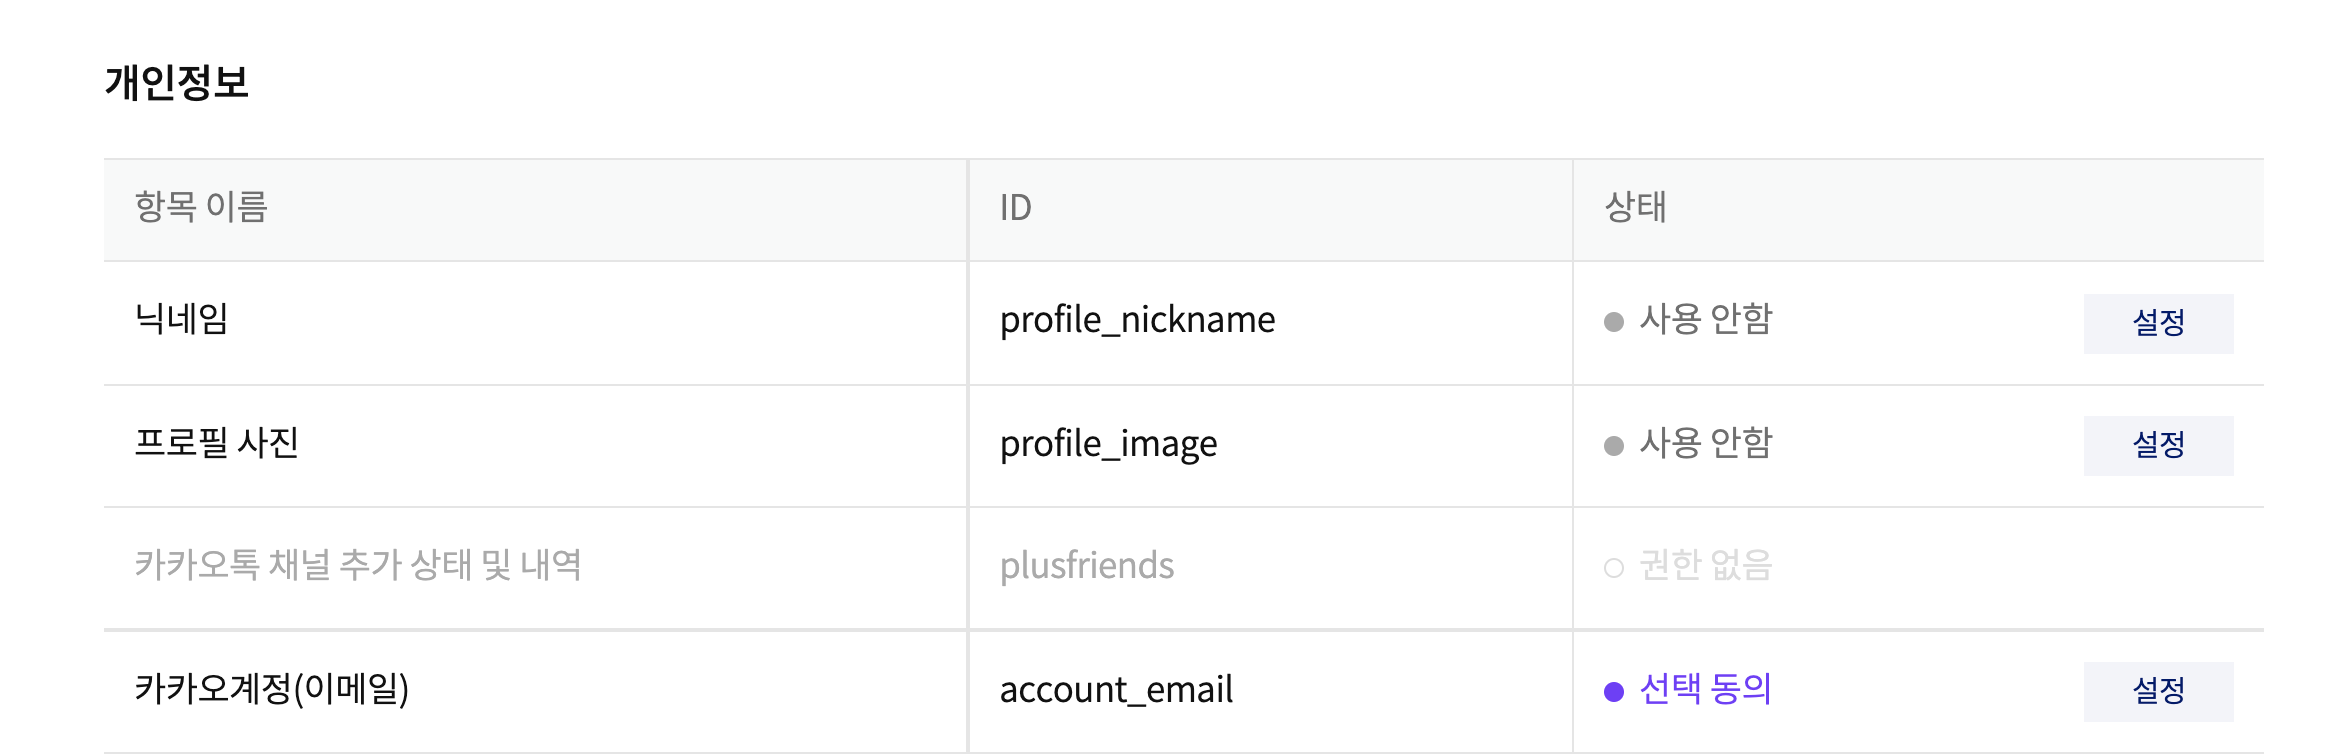 개인정보
항목 이름 ID 상태
닉네임 profile_nickname 사용 안함 설정
프로필 사진 profile_image 사용 안함 설정
카카오톡 채널 추가 상태 및 내역 plusfriends 권한 없음
카카오계정(이메일) account_email 선택 동의 설정